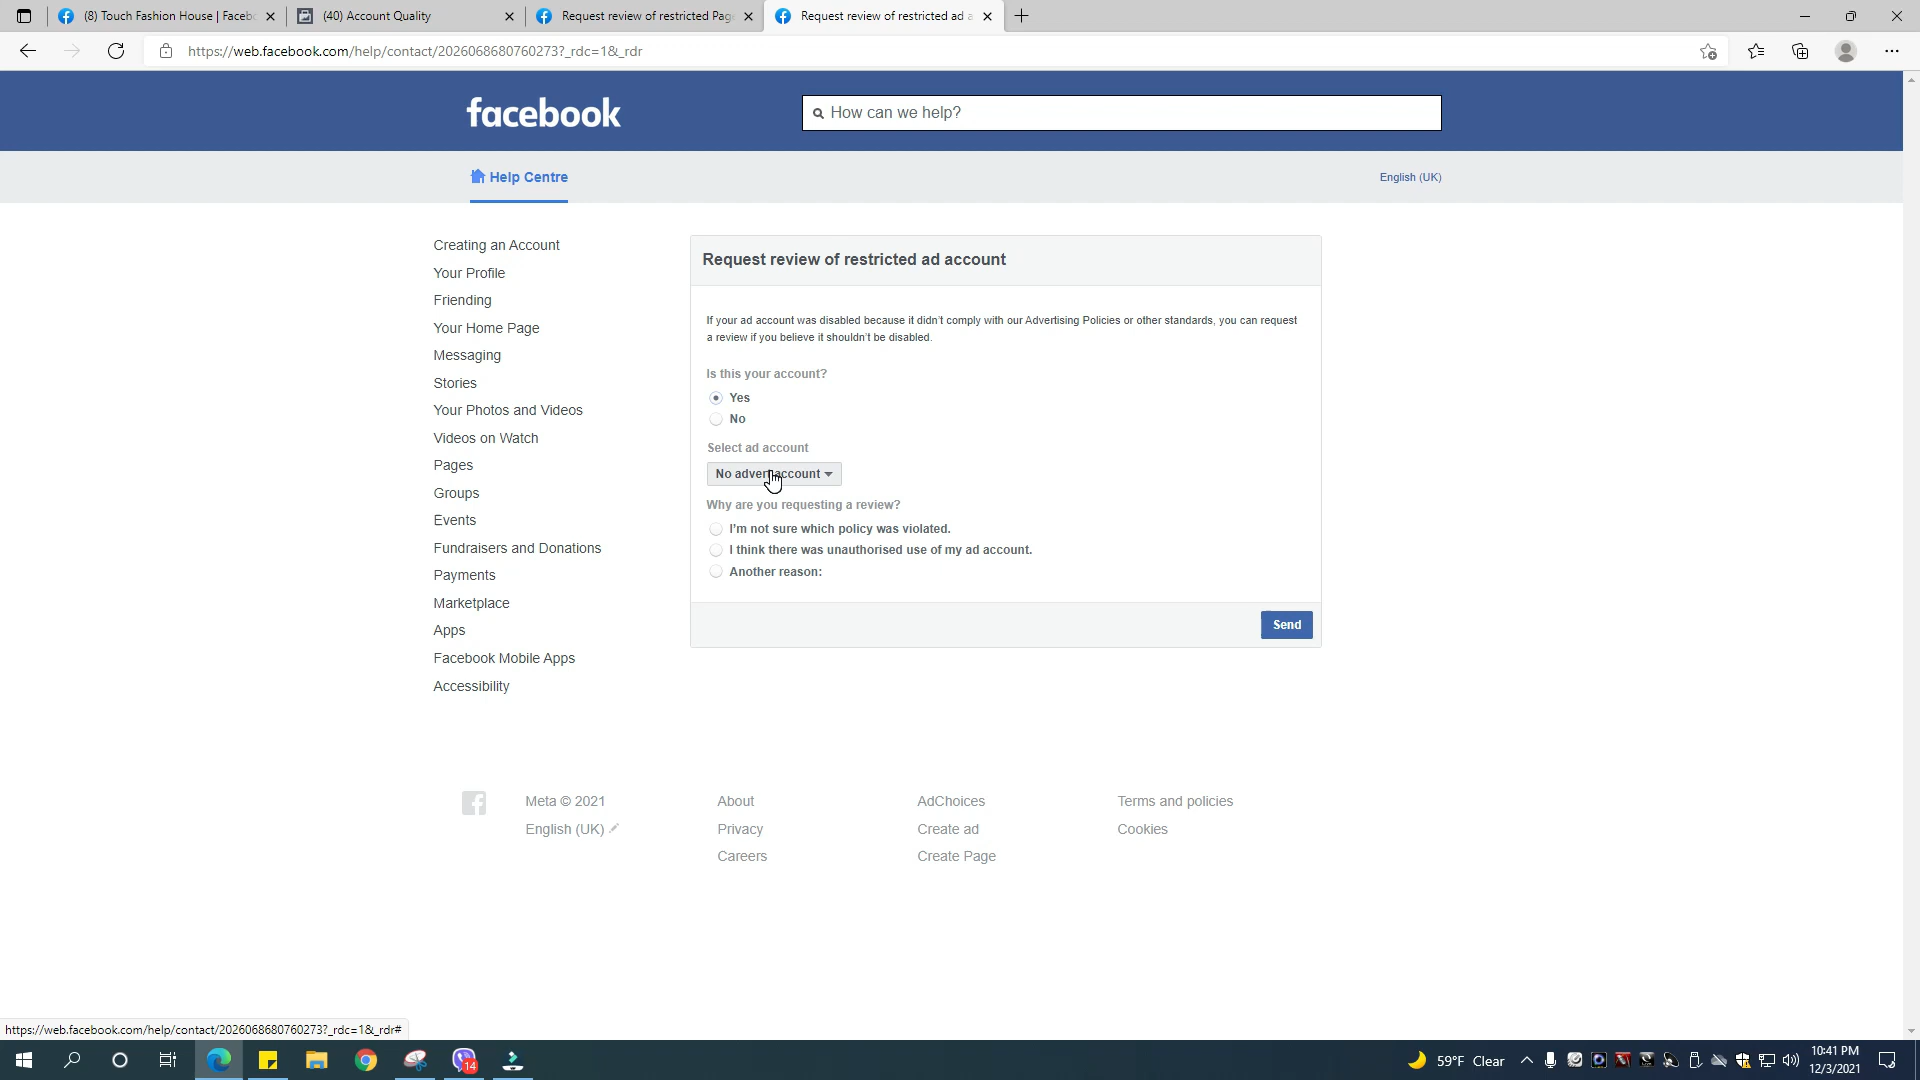 (8) Touch Fashion House | Faceb
(40) Account Quality
Request review of restricted Pag
Request review of restricted ad a
https://web.facebook.com/help/contact/2026068680760273?_rdc=1&_rdr
facebook
How can we help?
Help Centre
English (UK)
Creating an Account
Your Profile
Friending
Your Home Page
Messaging
Stories
Your Photos and Videos
Videos on Watch
Pages
Groups
Events
Fundraisers and Donations
Payments
Marketplace
Apps
Facebook Mobile Apps
Accessibility
Request review of restricted ad account
If your ad account was disabled because it didn't comply with our Advertising Policies or other standards, you can request
a review if you believe it shouldn't be disabled.
Is this your account?
Yes
No
Select ad account
No advert account
Why are you requesting a review?
I'm not sure which policy was violated.
I think there was unauthorised use of my ad account.
Another reason:
Send
Meta © 2021
English (UK)
About
Privacy
Careers
AdChoices
Create ad
Create Page
Terms and policies
Cookies
https://web.facebook.com/help/contact/2026068680760273?_rdc=1&_rdr#
14
59°F Clear
10:41 PM
12/3/2021